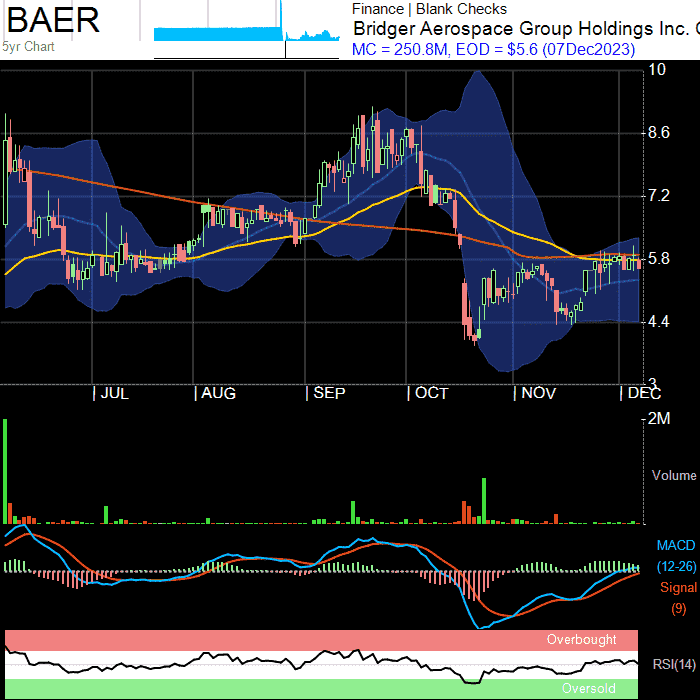 BAER
5yr Chart
Finance | Blank Checks
Bridger Aerospace Group Holdings Inc. C
MC = 250.8M, EOD = $5.6 (07Dec2023)
10
8.6
7.2
5.8
4.4
3
JUL AUG SEP OCT NOV DEC
2M
Volume
MACD
(12-26)
Signal
(9)
Overbought
RSI(14)
Oversold